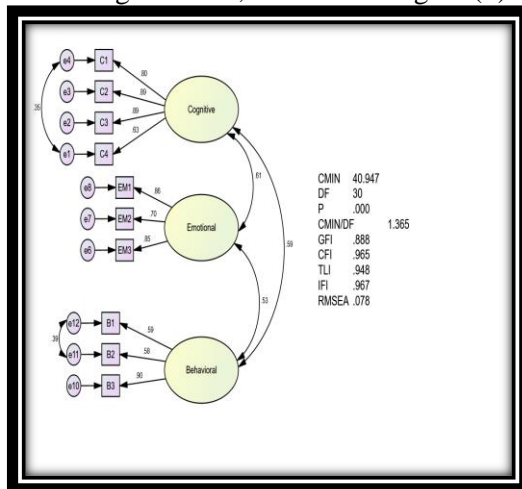 e4 C1
.80
e3 C2
.89
Cognitive
.35
e2 C3
.89
e1 C4
.63
.61
e8 EM1
.66
e7 EM2
.70
Emotional
e6 EM3
.85
.59
.53
e12 B1
.59
.39
e11 B2
.58
Behavioral
e10 B3
.90
CMIN 40.947
DF 30
P .000
CMIN/DF 1.365
GFI .888
CFI .965
TLI .948
IFI .967
RMSEA .078